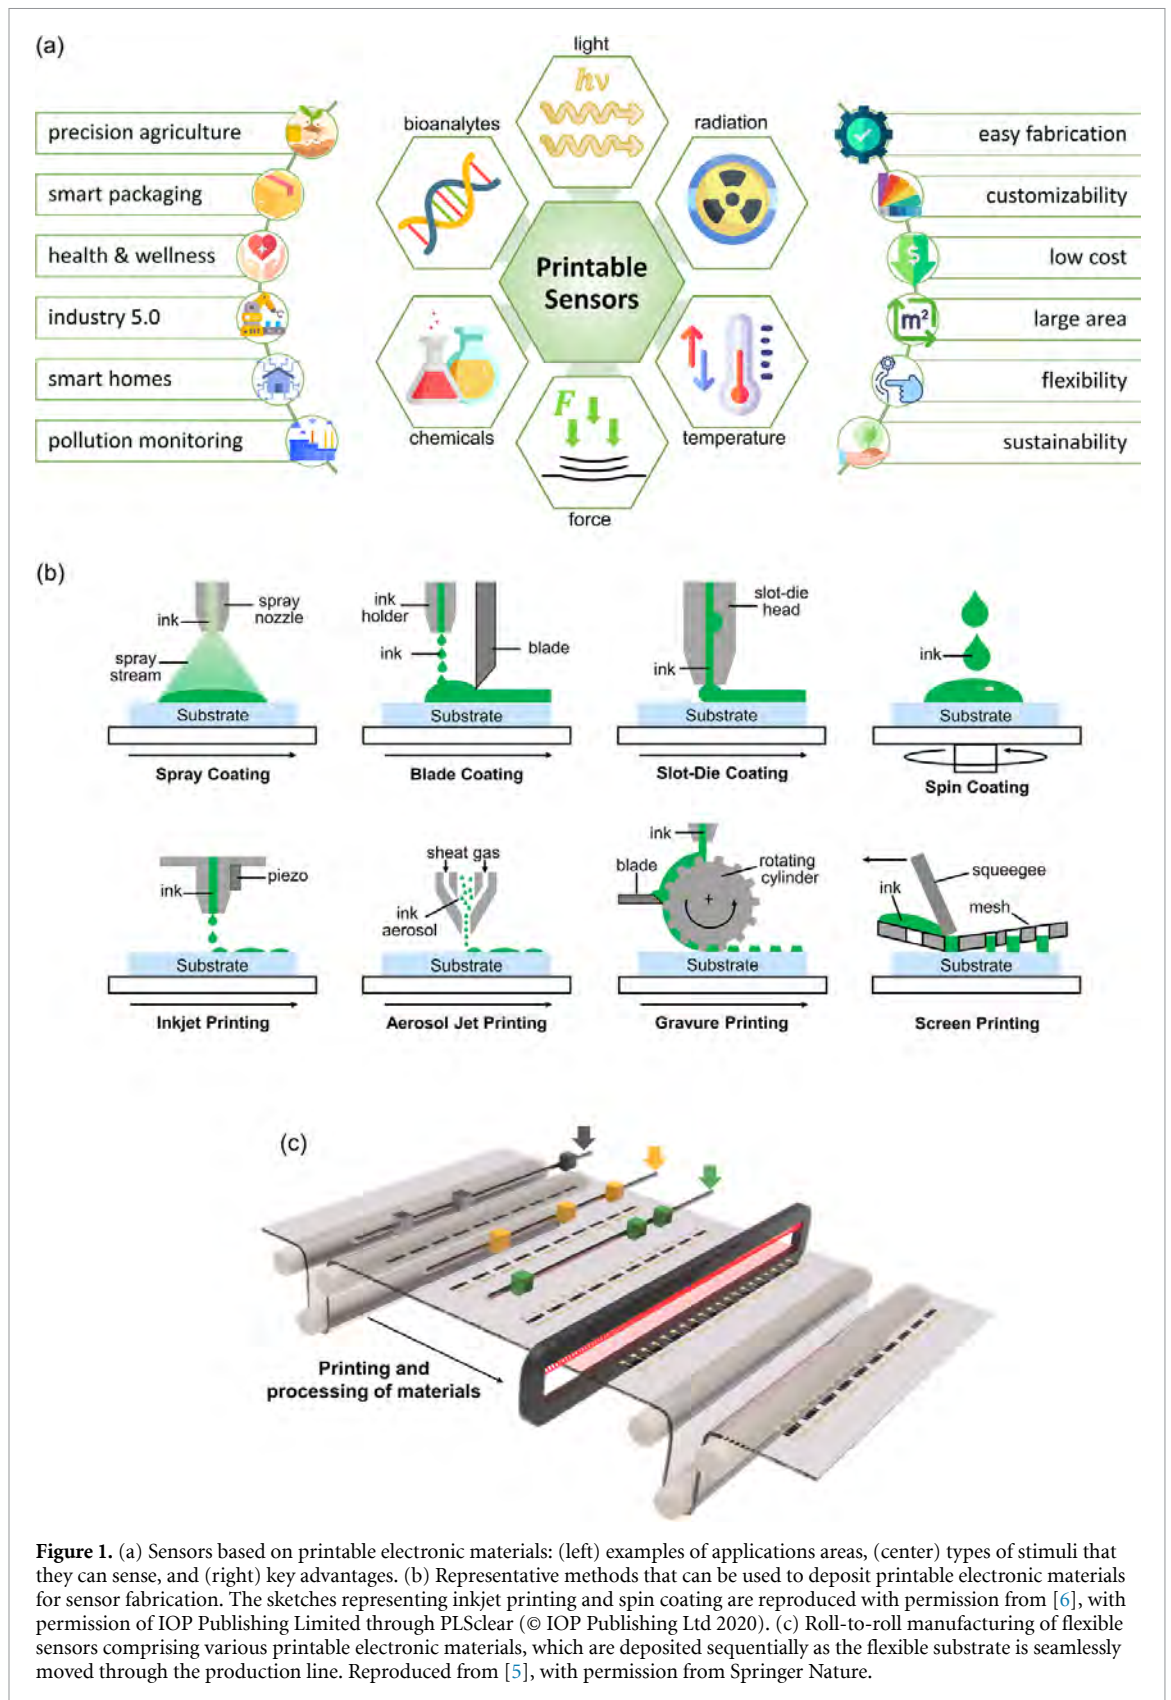 (a)
light
hν
bioanalytes
radiation
precision agriculture
smart packaging
health & wellness
industry 5.0
smart homes
pollution monitoring
Printable
Sensors
easy fabrication
customizability
low cost
large area
flexibility
sustainability
$
m²
F
chemicals
temperature
force
(b)
ink
spray
nozzle
spray
stream
Substrate
Spray Coating
ink
holder
ink
blade
Substrate
Blade Coating
slot-die
head
ink
Substrate
Slot-Die Coating
ink
Substrate
Spin Coating
ink
piezo
Substrate
Inkjet Printing
sheat gas
ink
aerosol
Substrate
Aerosol Jet Printing
ink
blade
rotating
cylinder
+
Substrate
Gravure Printing
squeegee
ink
mesh
Substrate
Screen Printing
(c)
Printing and
processing of materials
Figure 1. (a) Sensors based on printable electronic materials: (left) examples of applications areas, (center) types of stimuli that
they can sense, and (right) key advantages. (b) Representative methods that can be used to deposit printable electronic materials
for sensor fabrication. The sketches representing inkjet printing and spin coating are reproduced with permission from [6], with
permission of IOP Publishing Limited through PLSclear (© IOP Publishing Ltd 2020). (c) Roll-to-roll manufacturing of flexible
sensors comprising various printable electronic materials, which are deposited sequentially as the flexible substrate is seamlessly
moved through the production line. Reproduced from [5], with permission from Springer Nature.